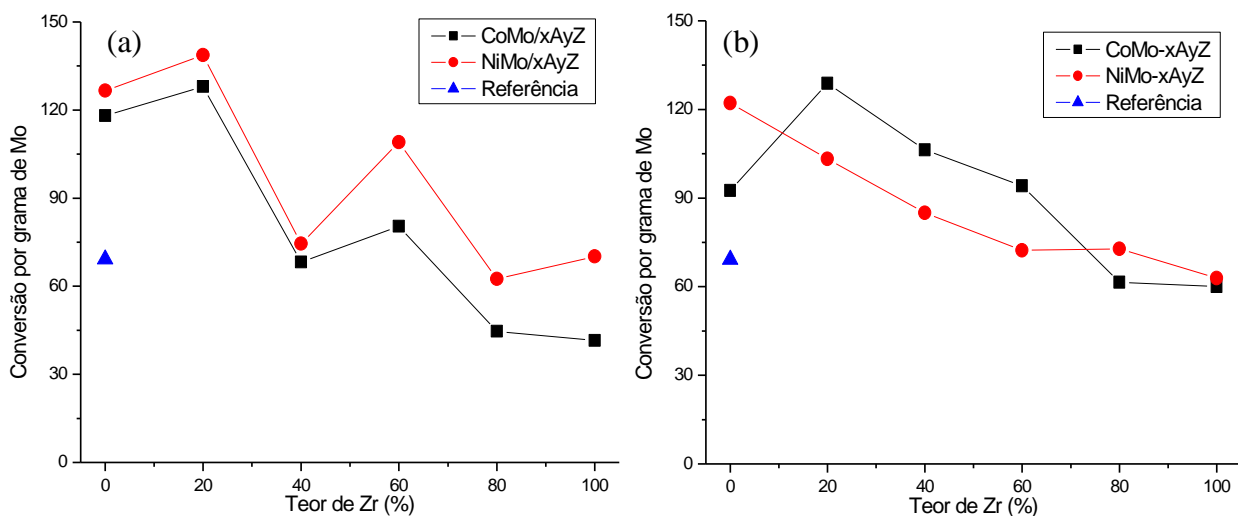 (a)
CoMo/xAyZ
NiMo/xAyZ
Referência
Conversão por grama de Mo
150
120
90
60
30
0
0 20 40 60 80 100
Teor de Zr (%)
(b)
CoMo-xAyZ
NiMo-xAyZ
Referência
Conversão por grama de Mo
150
120
90
60
30
0
0 20 40 60 80 100
Teor de Zr (%)